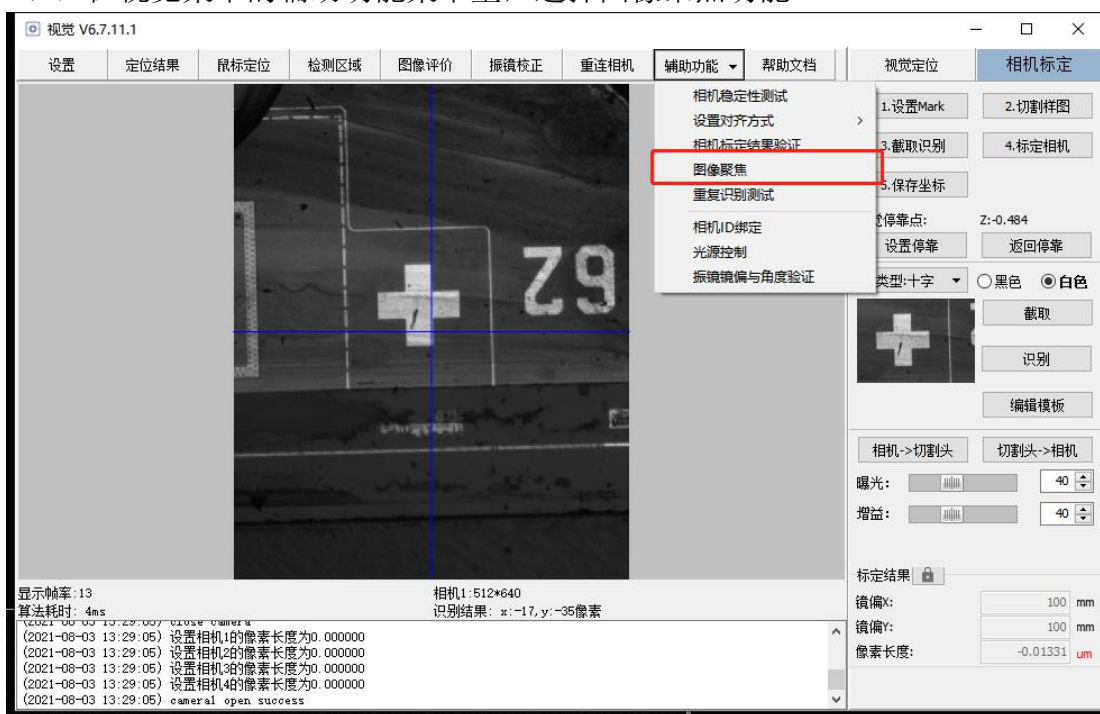 视觉 V6.7.11.1
设置 定位结果 鼠标定位 检测区域 图像评价 振镜校正 重连相机 辅助功能 帮助文档 视觉定位 相机标定
相机稳定性测试
设置对齐方式
相机标定结果验证
图像聚焦
重复识别测试
相机ID绑定
光源控制
振镜镜偏与角度验证
1.设置Mark 2.切割样图
3.截取识别 4.标定相机
5.保存坐标
停靠点: Z:-0.484
设置停靠 返回停靠
类型:十字 黑色 白色
截取
识别
编辑模板
相机->切割头 切割头->相机
曝光: 40
增益: 40
标定结果
镜偏X: 100 mm
镜偏Y: 100 mm
像素长度: -0.01331 um
显示帧率:13 相机1:512*640
算法耗时: 4ms 识别结果: x:-17,y:-35像素
(2021-08-03 13:29:05) close camera
(2021-08-03 13:29:05) 设置相机1的像素长度为0.000000
(2021-08-03 13:29:05) 设置相机2的像素长度为0.000000
(2021-08-03 13:29:05) 设置相机3的像素长度为0.000000
(2021-08-03 13:29:05) 设置相机4的像素长度为0.000000
(2021-08-03 13:29:05) cameral open success